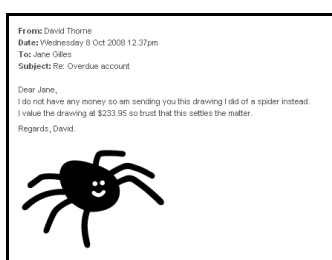 From: David Thorne
Date: Wednesday 8 Oct 2008 12.37pm
To: Jane Gilles
Subject: Re: Overdue account
Dear Jane,
I do not have any money so am sending you this drawing I did of a spider instead.
I value the drawing at $233.95 so trust that this settles the matter.
Regards, David.